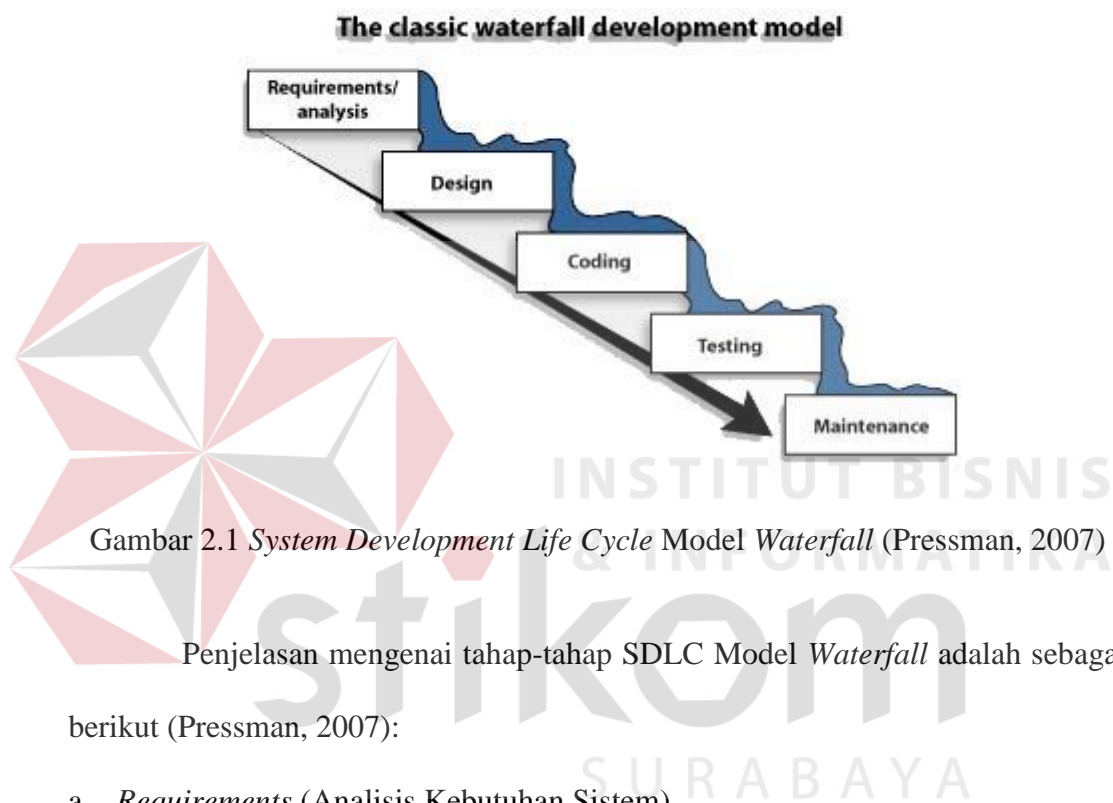 The classic waterfall development model
Requirements/
analysis
Design
Coding
Testing
Maintenance
INSTITUT BISNIS
& INFORMATIKA
stikom
SURABAYA
Gambar 2.1 System Development Life Cycle Model Waterfall (Pressman, 2007)
Penjelasan mengenai tahap-tahap SDLC Model Waterfall adalah sebaga
berikut (Pressman, 2007):
a. Requirements (Analisis Kebutuhan Sistem)